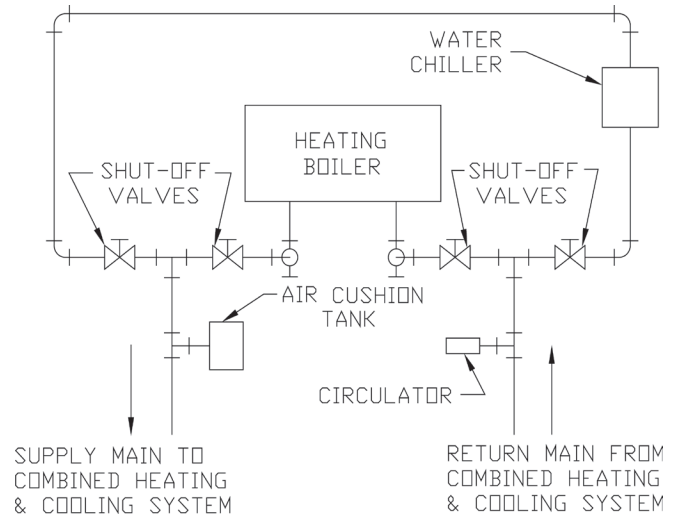 WATER
CHILLER
HEATING
BOILER
SHUT-OFF
VALVES
SHUT-OFF
VALVES
AIR CUSHION
TANK
CIRCULATOR
SUPPLY MAIN TO
COMBINED HEATING
& COOLING SYSTEM
RETURN MAIN FROM
COMBINED HEATING
& COOLING SYSTEM